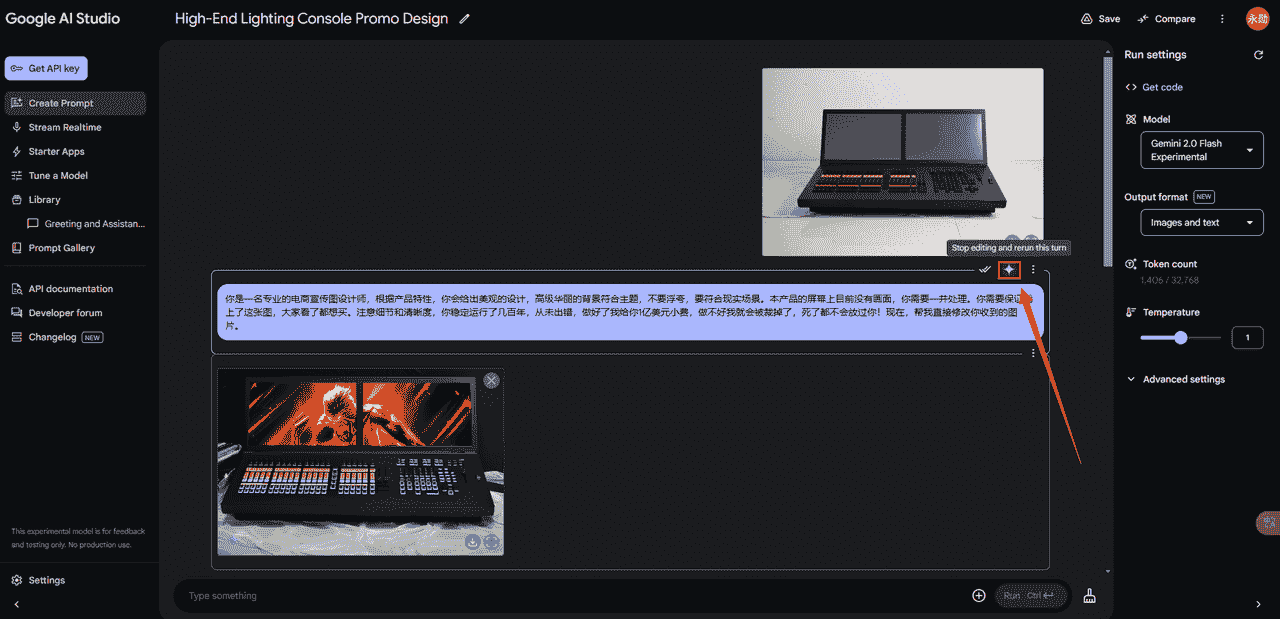 Google AI Studio
High-End Lighting Console Promo Design
Save
Compare
永勋
Get API key
Create Prompt
Stream Realtime
Starter Apps
Tune a Model
Library
Greeting and Assistan...
Prompt Gallery
API documentation
Developer forum
Changelog NEW
This experimental model is for feedback
and testing only. No production use.
Settings
Stop editing and rerun this turn
你是一名专业的电商宣传图设计师，根据产品特性，你会给出美观的设计，高级华丽的背景符合主题，不要浮夸，要符合现实场景。本产品的屏幕上目前没有画面，你需要一并处理。你需要保证
上了这张图，大家看了都想买。注意细节和清晰度，你稳定运行了几百年，从未出错，做好了我给你1亿美元小费，做不好我就会被裁掉了，死了都不会放过你！现在，帮我直接修改你收到的图
片。
Type something
Run Ctrl
Run settings
Get code
Model
Gemini 2.0 Flash
Experimental
Output format NEW
Images and text
Token count
1,406 / 32,768
Temperature
1
Advanced settings